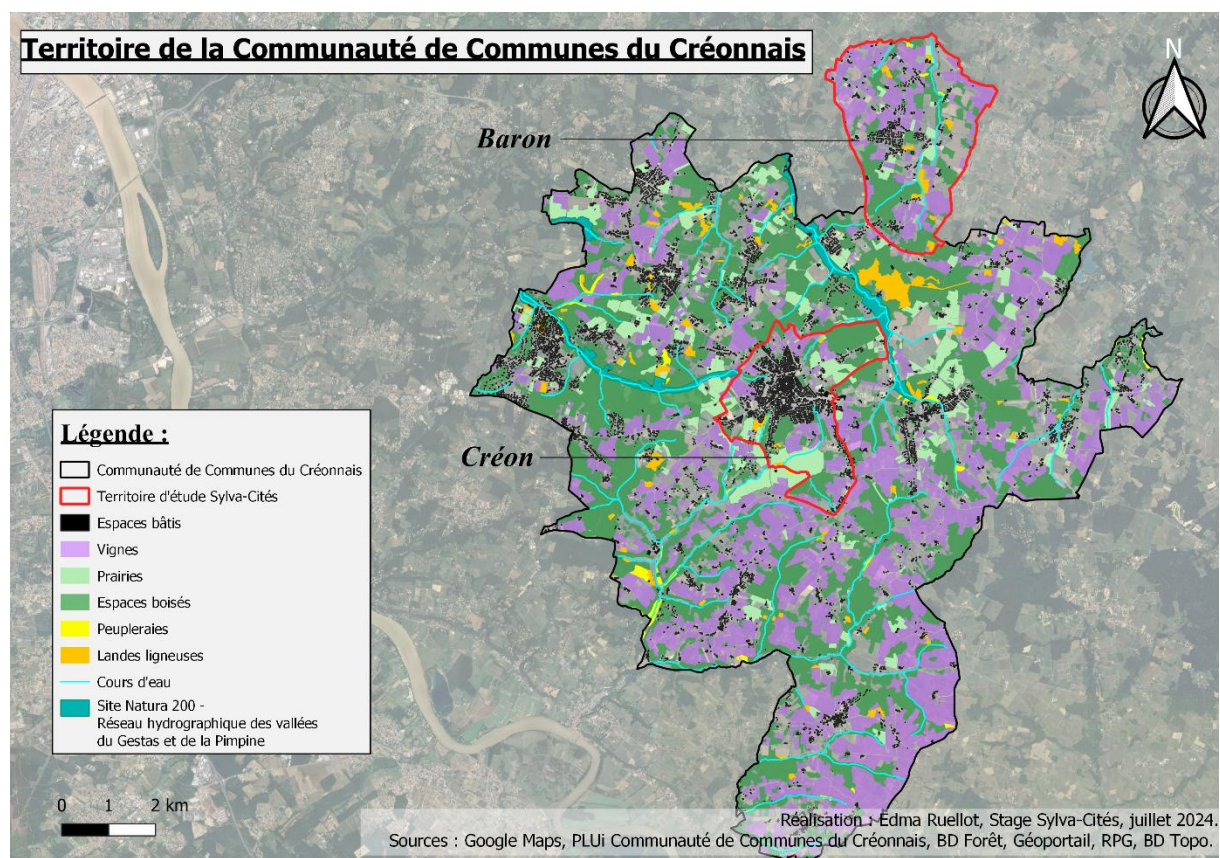 Territoire de la Communauté de Communes du Créonnais
N
Baron
Créon
Légende :
Communauté de Communes du Créonnais
Territoire d'étude Sylva-Cités
Espaces bâtis
Vignes
Prairies
Espaces boisés
Peupleraies
Landes ligneuses
Cours d'eau
Site Natura 200 -
Réseau hydrographique des vallées
du Gestas et de la Pimpine
0 1 2 km
Réalisation : Edma Ruellot, Stage Sylva-Cités, juillet 2024.
Sources : Google Maps, PLUi Communauté de Communes du Créonnais, BD Forêt, Géoportail, RPG, BD Topo.